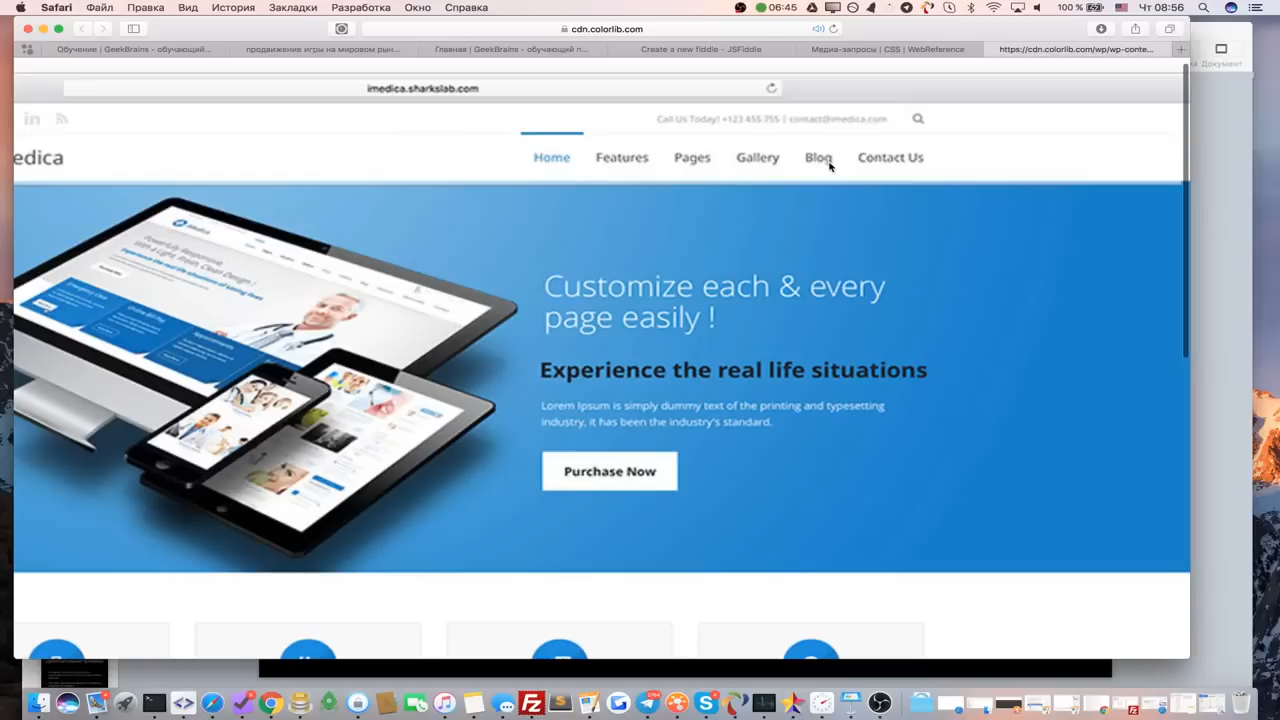 Safari Файл Правка Вид История Закладки Разработка Окно Справка 06:45 100 % Чт 8:56
cdn.colorlib.com
Обучение | GeekBrains - обучающий... продвижение игры на мировом рын... Главная | GeekBrains - обучающий п... Create a new fiddle - JSFiddle Медиа-запросы | CSS | WebReference https://cdn.colorlib.com/wp/wp-conte...
Документ
imedica.sharkslab.com
Call Us Today! +123 455 755 | contact@imedica.com
edica Home Features Pages Gallery Blog Contact Us
Customize each & every
page easily !
Experience the real life situations
Lorem Ipsum is simply dummy text of the printing and typesetting
industry, it has been the industry's standard.
Purchase Now